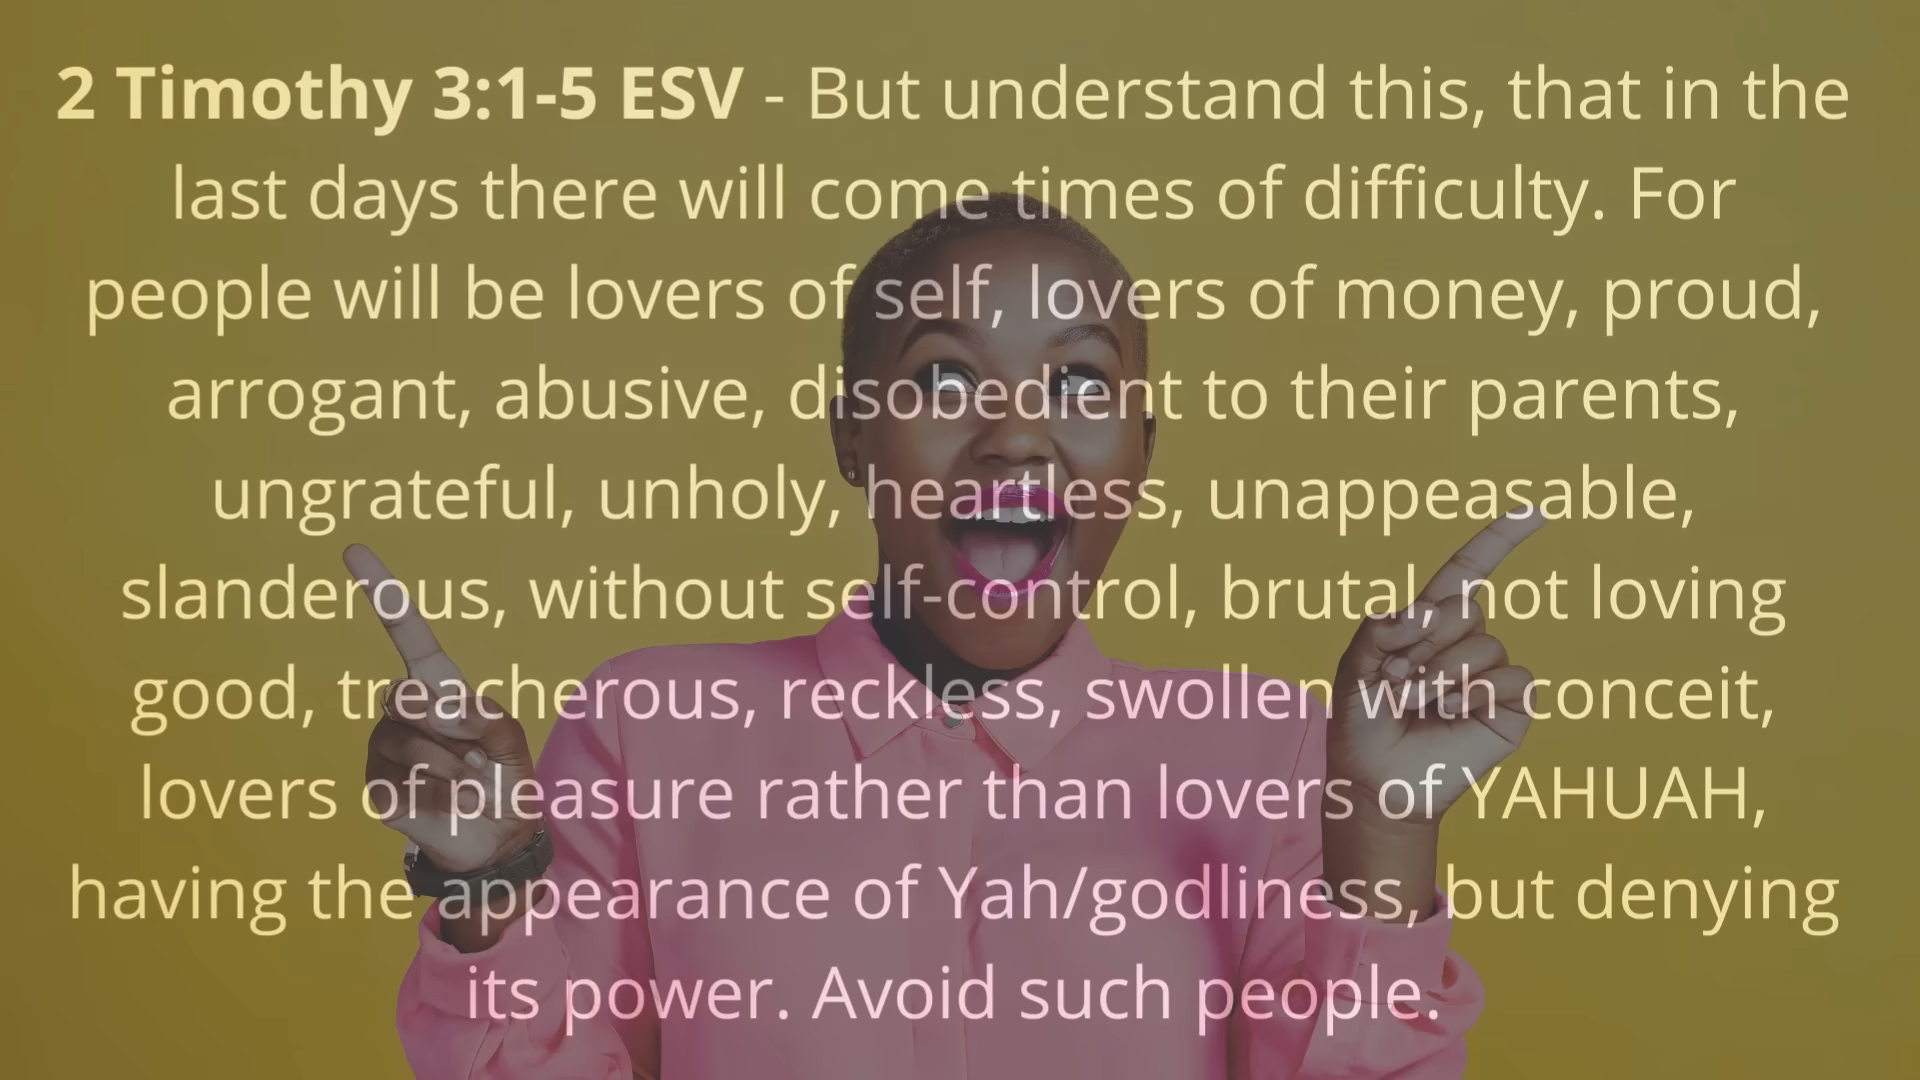 2 Timothy 3:1-5 ESV - But understand this, that in the
last days there will come times of difficulty. For
people will be lovers of self, lovers of money, proud,
arrogant, abusive, disobedient to their parents,
ungrateful, unholy, heartless, unappeasable,
slanderous, without self-control, brutal, not loving
good, treacherous, reckless, swollen with conceit,
lovers of pleasure rather than lovers of YAHUAH,
having the appearance of Yah/godliness, but denying
its power. Avoid such people.